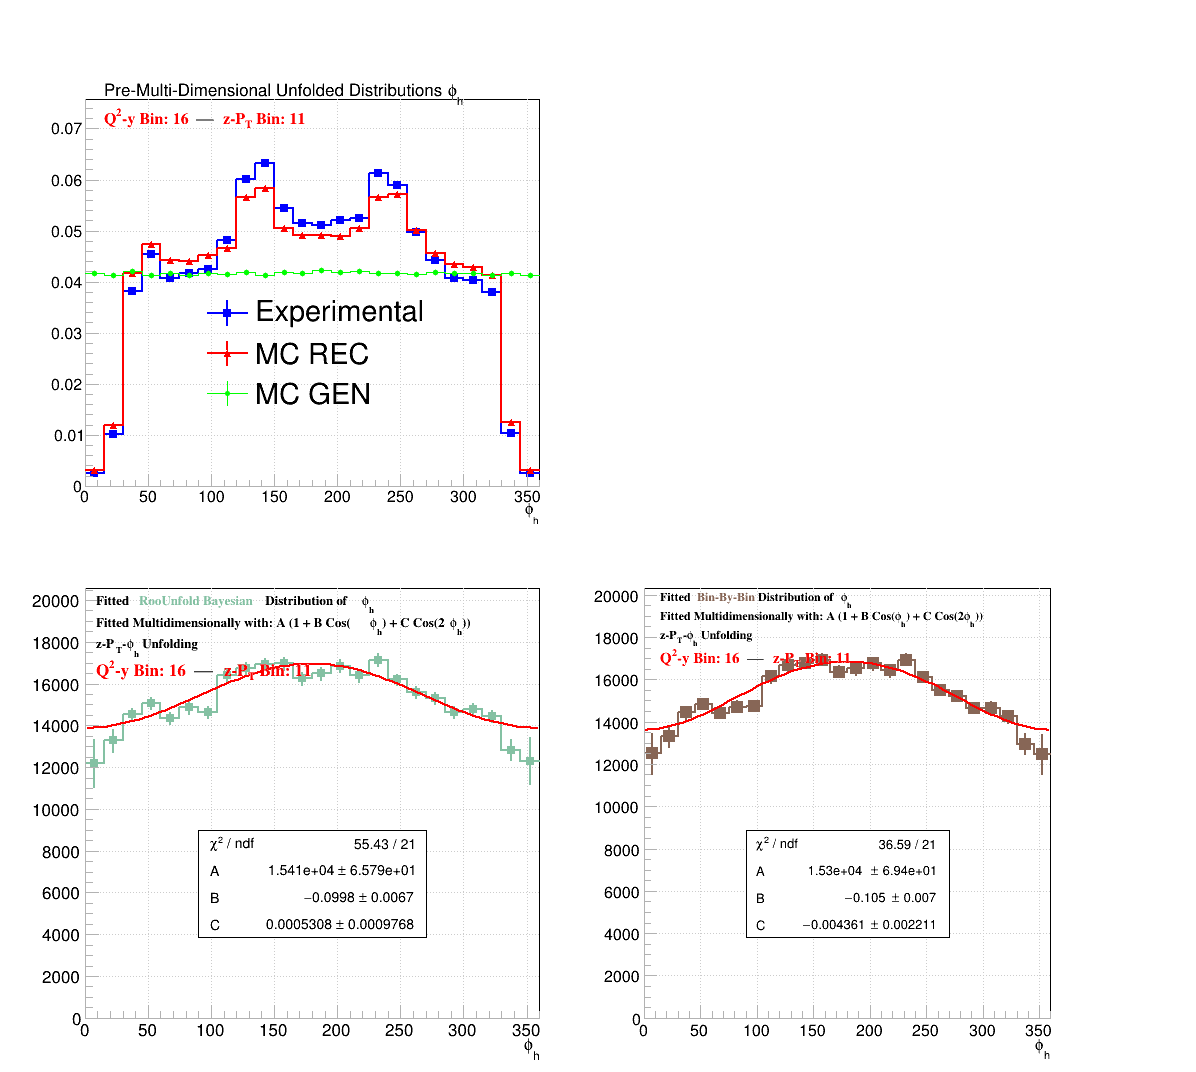 Pre-Multi-Dimensional Unfolded Distributions ϕh
Q²-y Bin: 16 — z-PT Bin: 11
0.07
0.06
0.05
0.04
0.03
0.02
0.01
0
Experimental
MC REC
MC GEN
0 50 100 150 200 250 300 350
ϕh
Fitted RooUnfold Bayesian Distribution of ϕh
Fitted Multidimensionally with: A (1 + B Cos( ϕh) + C Cos(2 ϕh))
z-PT-ϕh Unfolding
Q²-y Bin: 16 — z-PT Bin: 11
20000
18000
16000
14000
12000
10000
8000
6000
4000
2000
0
χ² / ndf 55.43 / 21
A 1.541e+04 ± 6.579e+01
B −0.0998 ± 0.0067
C 0.0005308 ± 0.0009768
0 50 100 150 200 250 300 350
ϕh
Fitted Bin-By-Bin Distribution of ϕh
Fitted Multidimensionally with: A (1 + B Cos(ϕh) + C Cos(2ϕh))
z-PT-ϕh Unfolding
Q²-y Bin: 16 — z-PT Bin: 11
20000
18000
16000
14000
12000
10000
8000
6000
4000
2000
0
χ² / ndf 36.59 / 21
A 1.53e+04 ± 6.94e+01
B −0.105 ± 0.007
C −0.004361 ± 0.002211
0 50 100 150 200 250 300 350
ϕh